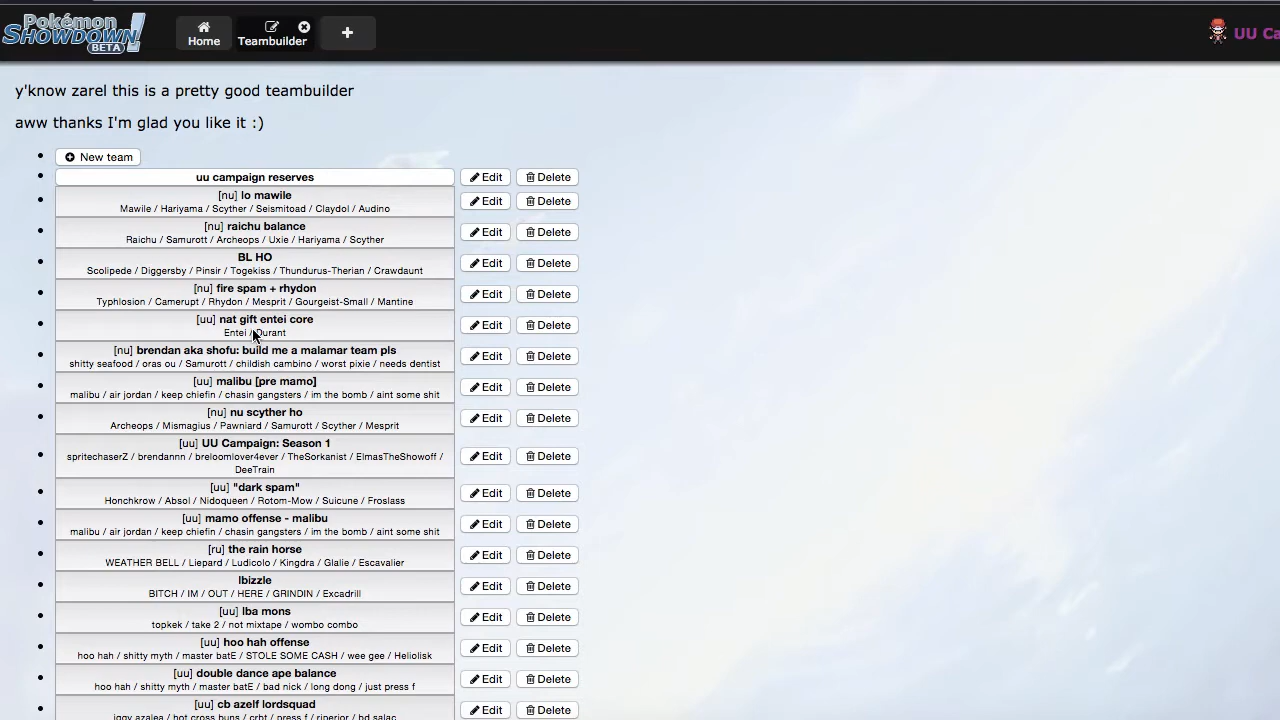 Pokémon
SHOWDOWN!
BETA
Home
Teambuilder
UU Ca
y'know zarel this is a pretty good teambuilder
aww thanks I'm glad you like it :)
New team
uu campaign reserves
Edit Delete
[nu] lo mawile
Mawile / Hariyama / Scyther / Seismitoad / Claydol / Audino
Edit Delete
[nu] raichu balance
Raichu / Samurott / Archeops / Uxie / Hariyama / Scyther
Edit Delete
BL HO
Scolipede / Diggersby / Pinsir / Togekiss / Thundurus-Therian / Crawdaunt
Edit Delete
[nu] fire spam + rhydon
Typhlosion / Camerupt / Rhydon / Mesprit / Gourgeist-Small / Mantine
Edit Delete
[uu] nat gift entei core
Entei / Durant
Edit Delete
[nu] brendan aka shofu: build me a malamar team pls
shitty seafood / oras ou / Samurott / childish cambino / worst pixie / needs dentist
Edit Delete
[uu] malibu [pre mamo]
malibu / air jordan / keep chiefin / chasin gangsters / im the bomb / aint some shit
Edit Delete
[nu] nu scyther ho
Archeops / Mismagius / Pawniard / Samurott / Scyther / Mesprit
Edit Delete
[uu] UU Campaign: Season 1
spritechaserZ / brendannn / breloomlover4ever / TheSorkanist / ElmasTheShowoff /
DeeTrain
Edit Delete
[uu] "dark spam"
Honchkrow / Absol / Nidoqueen / Rotom-Mow / Suicune / Froslass
Edit Delete
[uu] mamo offense - malibu
malibu / air jordan / keep chiefin / chasin gangsters / im the bomb / aint some shit
Edit Delete
[ru] the rain horse
WEATHER BELL / Liepard / Ludicolo / Kingdra / Glalie / Escavalier
Edit Delete
lbizzle
BITCH / IM / OUT / HERE / GRINDIN / Excadrill
Edit Delete
[uu] lba mons
topkek / take 2 / not mixtape / wombo combo
Edit Delete
[uu] hoo hah offense
hoo hah / shitty myth / master batE / STOLE SOME CASH / wee gee / Heliolisk
Edit Delete
[uu] double dance ape balance
hoo hah / shitty myth / master batE / bad nick / long dong / just press f
Edit Delete
[uu] cb azelf lordsquad
iggy azalea / hot cross buns / crbt / press f / riperior / bd salac
Edit Delete